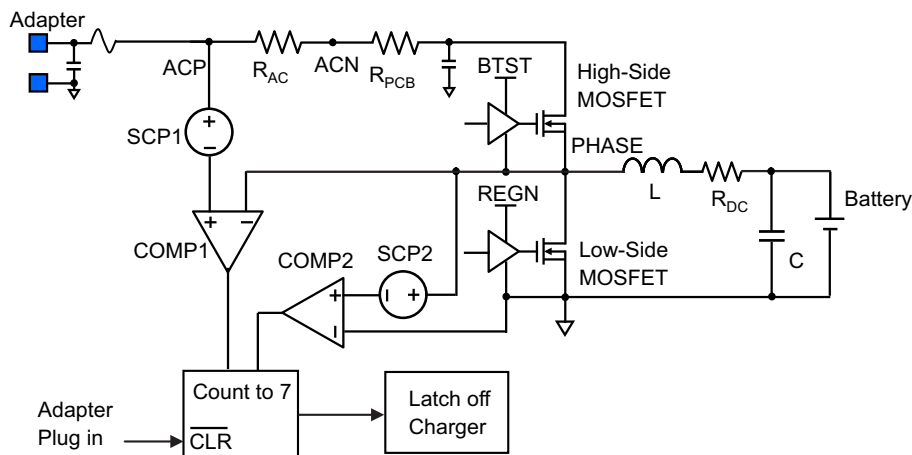 Adapter
ACP
R_AC
ACN
R_PCB
BTST
High-Side
MOSFET
SCP1
+
−
PHASE
REGN
L
R_DC
Battery
+
−
COMP1
COMP2
SCP2
Low-Side
MOSFET
C
+
−
−
+
Count to 7
Latch off
Charger
Adapter
Plug in
C̅L̅R̅